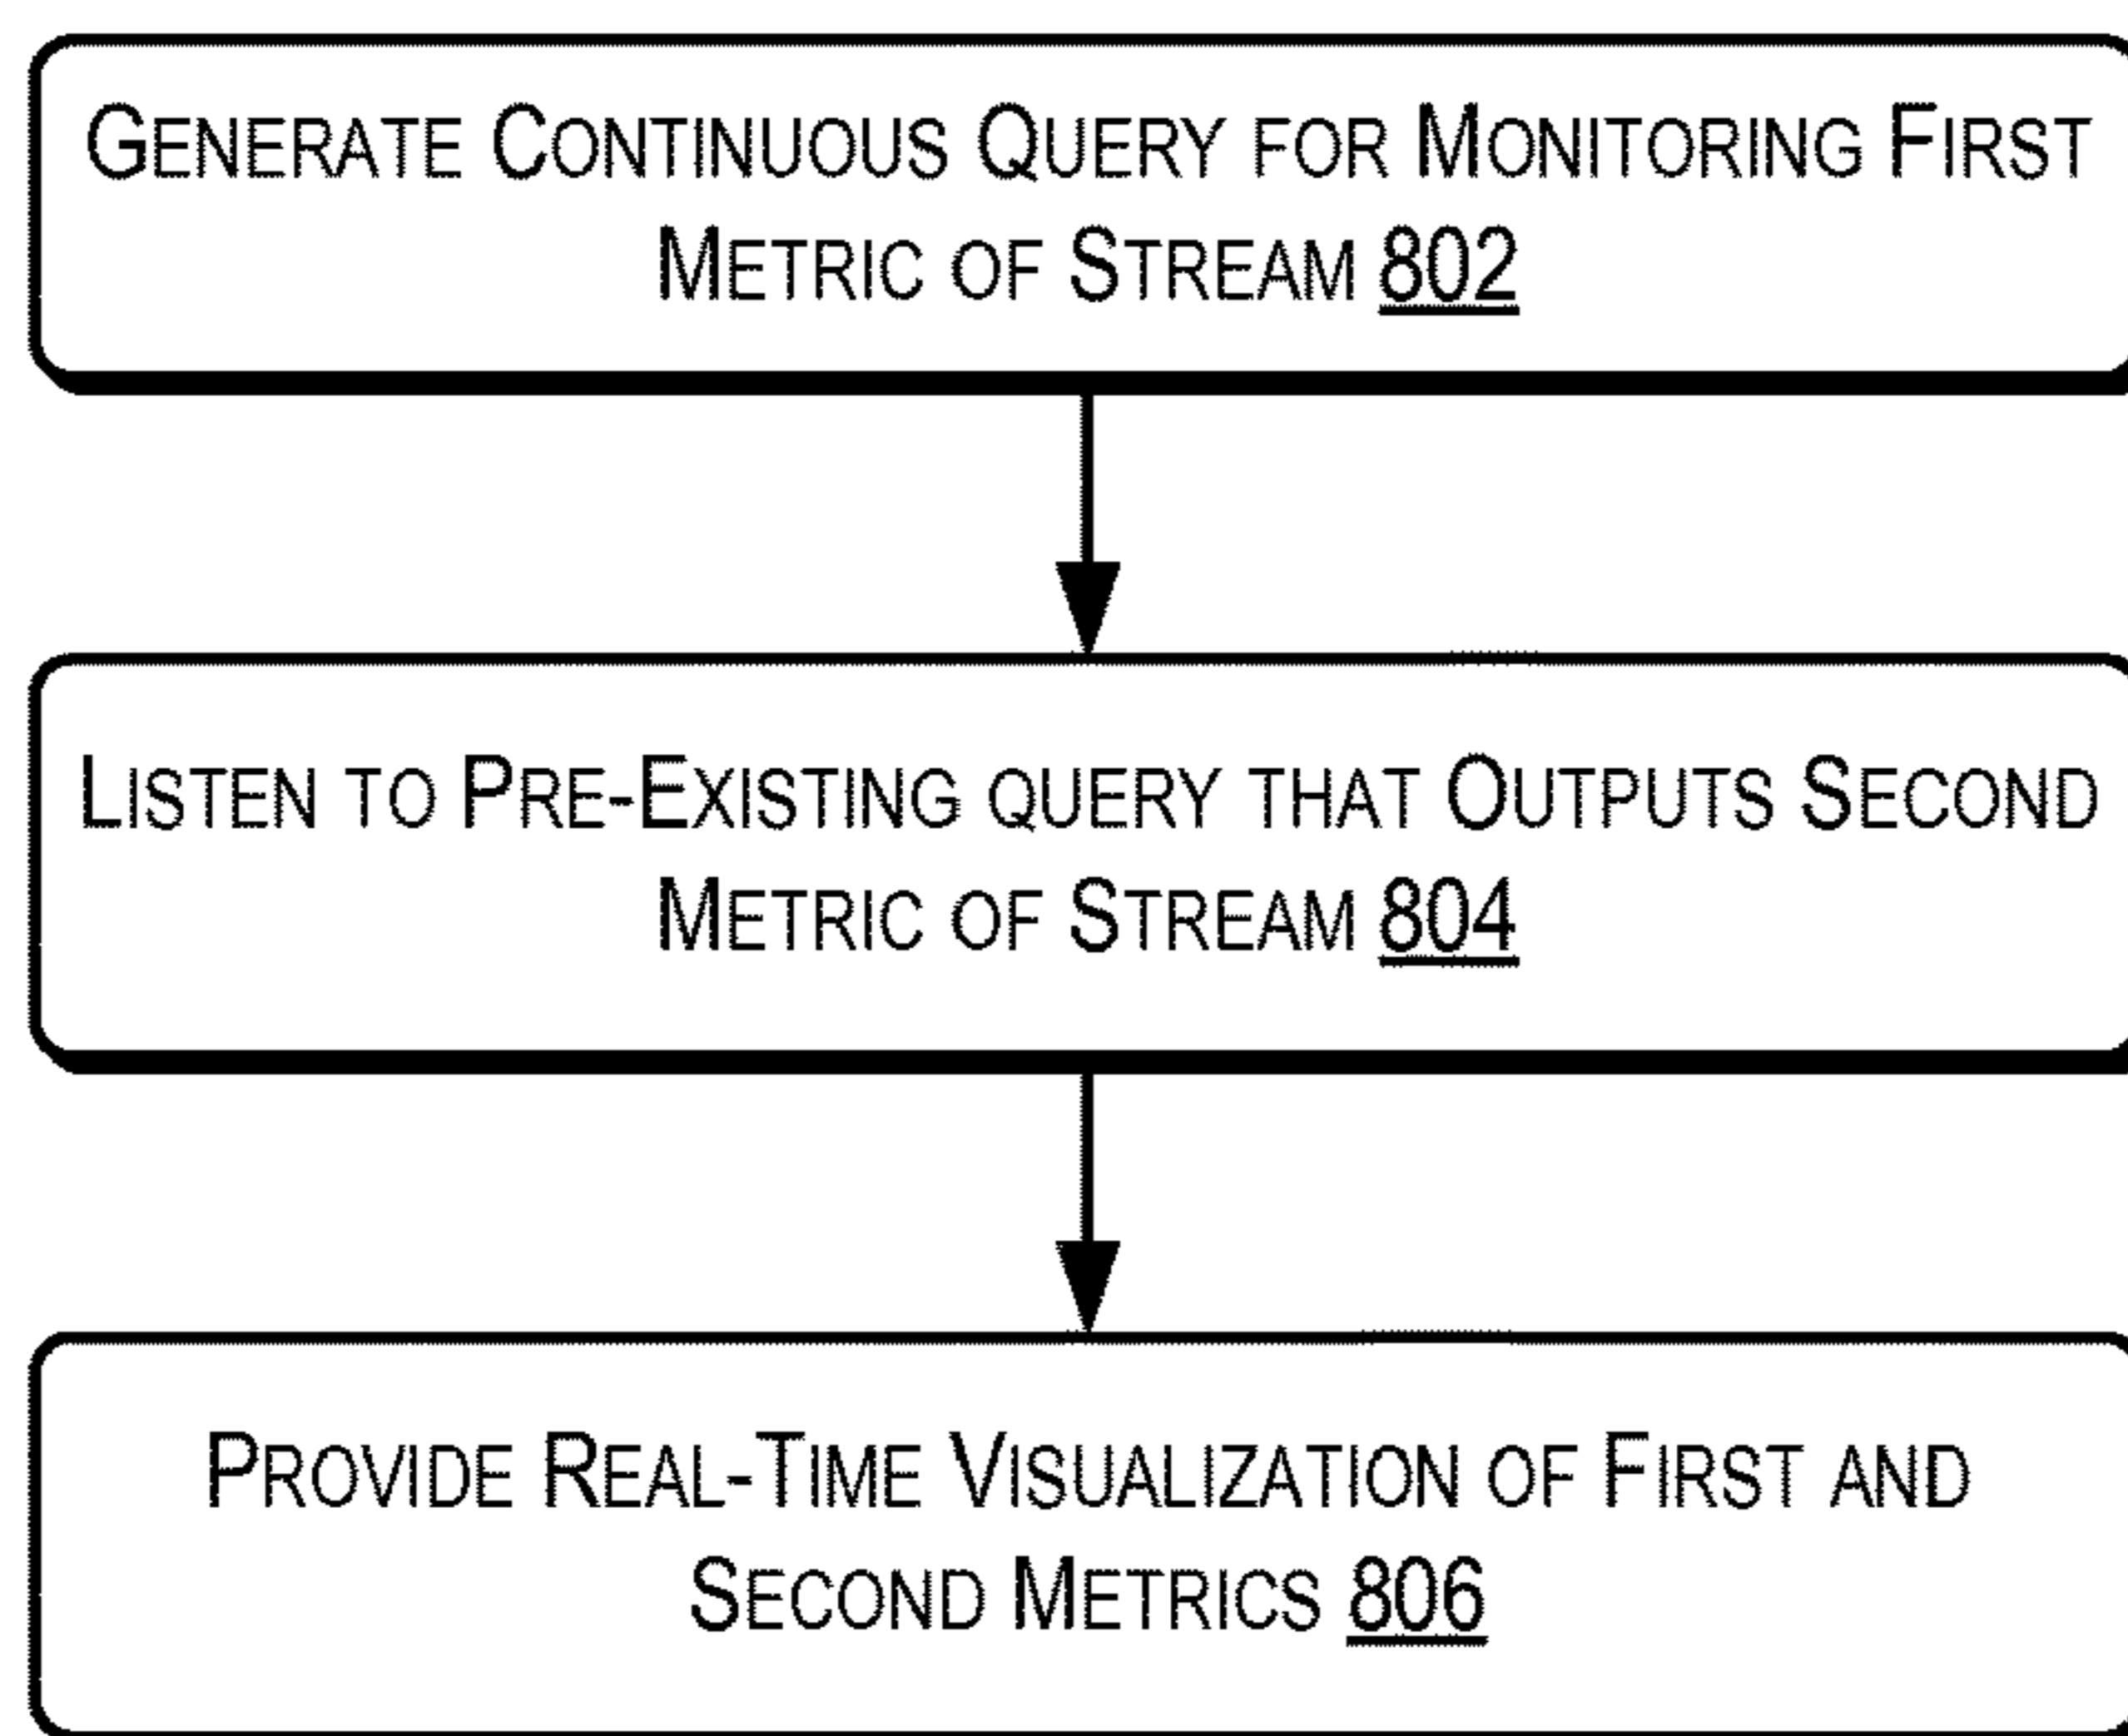 Generate Continuous Query for Monitoring First
Metric of Stream 802
Listen to Pre-Existing query that Outputs Second
Metric of Stream 804
Provide Real-Time Visualization of First and
Second Metrics 806